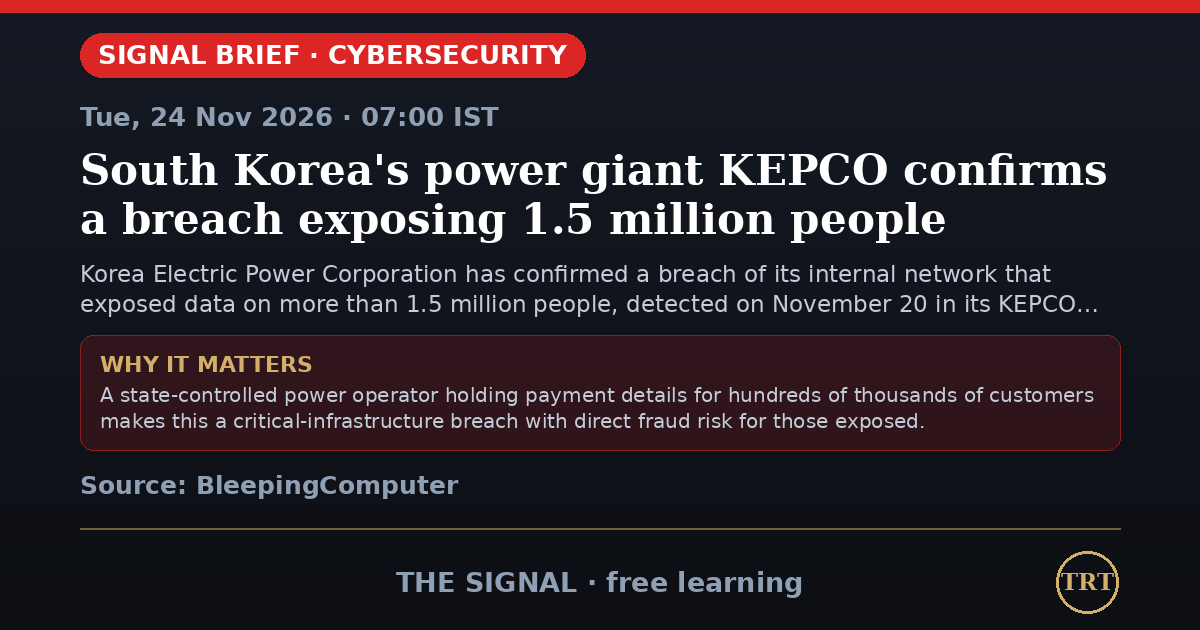 SIGNAL BRIEF · CYBERSECURITY
Tue, 24 Nov 2026 · 07:00 IST
South Korea's power giant KEPCO confirms
a breach exposing 1.5 million people
Korea Electric Power Corporation has confirmed a breach of its internal network that
exposed data on more than 1.5 million people, detected on November 20 in its KEPCO...
WHY IT MATTERS
A state-controlled power operator holding payment details for hundreds of thousands of customers
makes this a critical-infrastructure breach with direct fraud risk for those exposed.
Source: BleepingComputer
THE SIGNAL · free learning
TRT